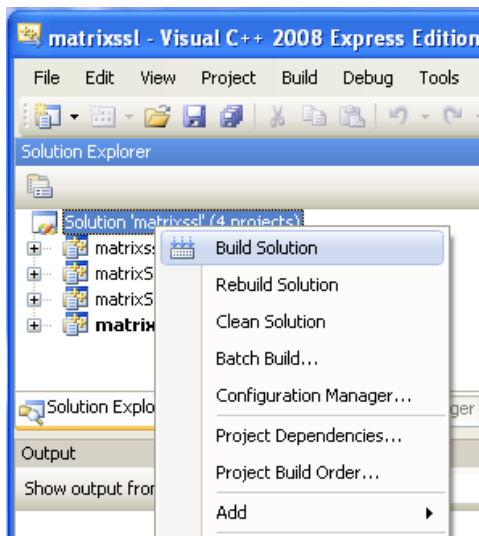 matrixssl - Visual C++ 2008 Express Edition
File Edit View Project Build Debug Tools
Solution Explorer
Solution 'matrixssl' (4 projects)
matrixs
Build Solution
matrixS
Rebuild Solution
matrixS
Clean Solution
matrix
Batch Build...
Configuration Manager...
Solution Explo
ger
Project Dependencies...
Output
Project Build Order...
Show output from
Add